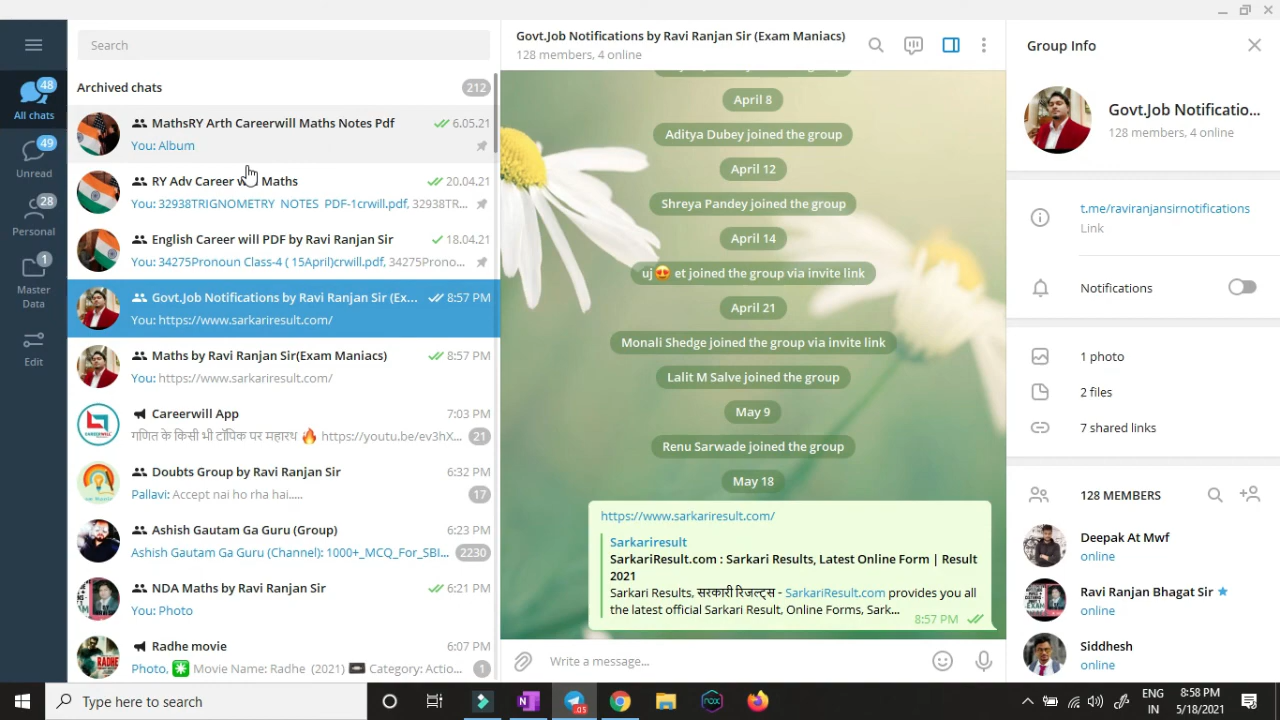 Search
Archived chats 212
48
All chats
49
Unread
28
Personal
1
Master
Data
Edit
MathsRY Arth Careerwill Maths Notes Pdf 6.05.21
You: Album
RY Adv Career Maths 20.04.21
You: 32938TRIGNOMETRY NOTES PDF-1crwill.pdf, 32938TR...
English Career will PDF by Ravi Ranjan Sir 18.04.21
You: 34275Pronoun Class-4 ( 15April)crwill.pdf, 34275Prono...
Govt.Job Notifications by Ravi Ranjan Sir (Ex... 8:57 PM
You: https://www.sarkariresult.com/
Maths by Ravi Ranjan Sir(Exam Maniacs) 8:57 PM
You: https://www.sarkariresult.com/
Careerwill App 7:03 PM
गणित के किसी भी टॉपिक पर महारथ 🔥 https://youtu.be/ev3hX... 21
Doubts Group by Ravi Ranjan Sir 6:32 PM
Pallavi: Accept nai ho rha hai..... 17
Ashish Gautam Ga Guru (Group) 6:23 PM
Ashish Gautam Ga Guru (Channel): 1000+_MCQ_For_SBI... 2230
NDA Maths by Ravi Ranjan Sir 6:21 PM
You: Photo
Radhe movie 6:07 PM
Photo, ✳️ Movie Name: Radhe (2021) 📼 Category: Actio... 1
Govt.Job Notifications by Ravi Ranjan Sir (Exam Maniacs)
128 members, 4 online
April 8
Aditya Dubey joined the group
April 12
Shreya Pandey joined the group
April 14
uj 😍 et joined the group via invite link
April 21
Monali Shedge joined the group via invite link
Lalit M Salve joined the group
May 9
Renu Sarwade joined the group
May 18
https://www.sarkariresult.com/
Sarkariresult
SarkariResult.com : Sarkari Results, Latest Online Form | Result
2021
Sarkari Results, सरकारी रिजल्ट्स - SarkariResult.com provides you all
the latest official Sarkari Result, Online Forms, Sark...
8:57 PM
Write a message...
Group Info
Govt.Job Notificatio...
128 members, 4 online
t.me/raviranjansirnotifications
Link
Notifications
1 photo
2 files
7 shared links
128 MEMBERS
Deepak At Mwf
online
Ravi Ranjan Bhagat Sir
online
Siddhesh
online
Type here to search
.05
nox
ENG
IN
8:58 PM
5/18/2021